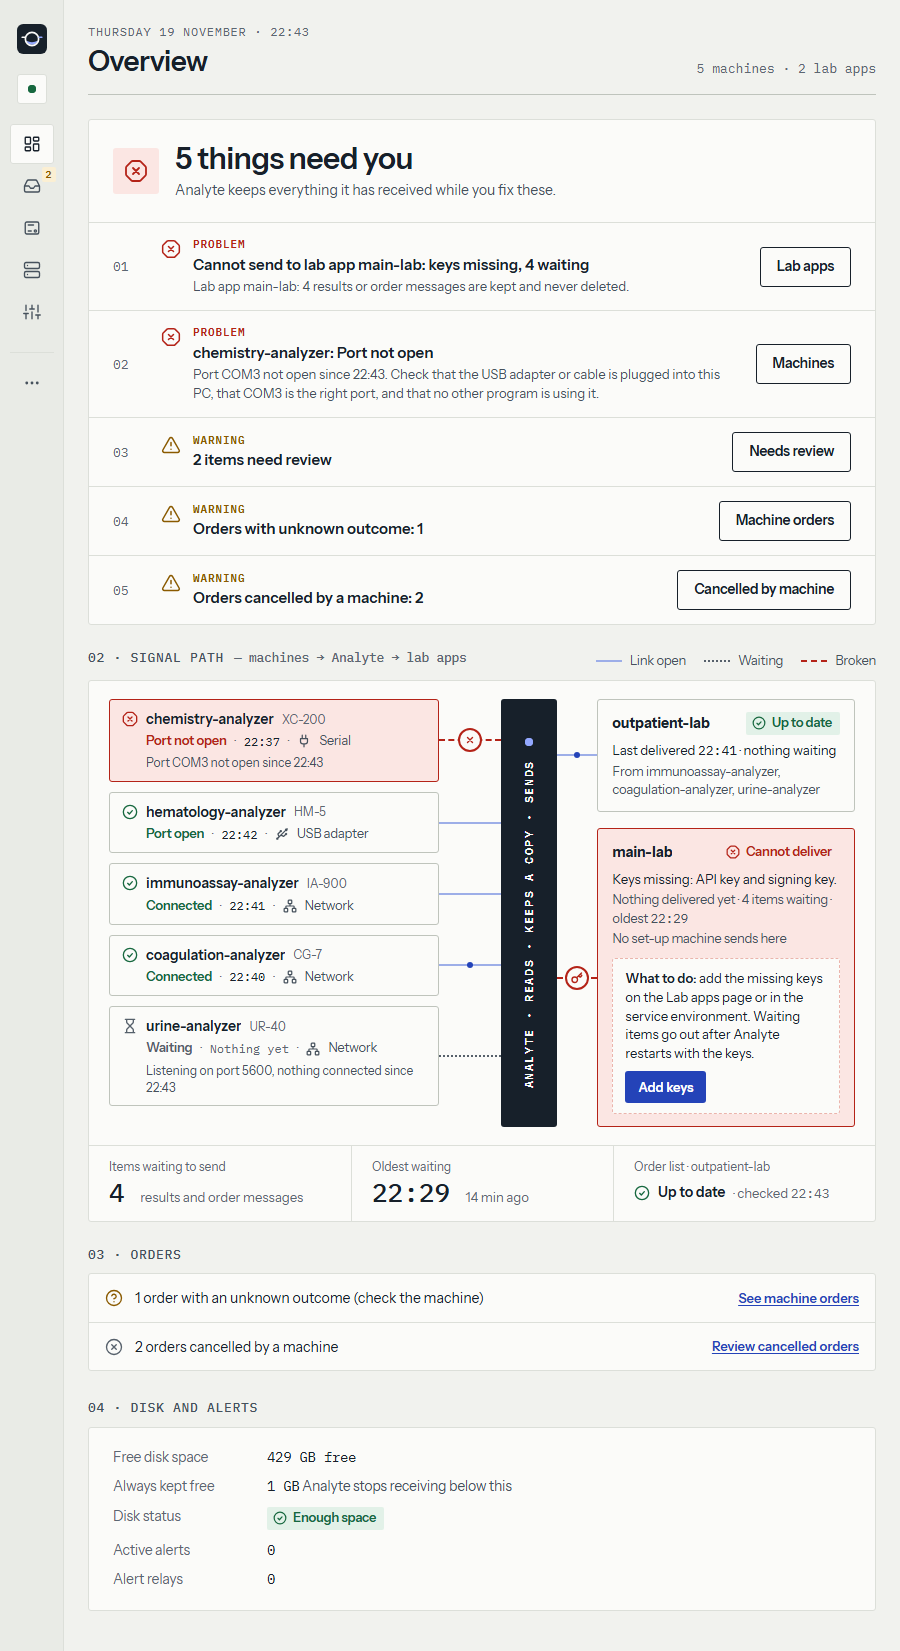 THURSDAY 19 NOVEMBER · 22:43
Overview
5 machines · 2 lab apps
2
5 things need you
Analyte keeps everything it has received while you fix these.
01
PROBLEM
Cannot send to lab app main-lab: keys missing, 4 waiting
Lab app main-lab: 4 results or order messages are kept and never deleted.
Lab apps
02
PROBLEM
chemistry-analyzer: Port not open
Port COM3 not open since 22:43. Check that the USB adapter or cable is plugged into this
PC, that COM3 is the right port, and that no other program is using it.
Machines
03
WARNING
2 items need review
Needs review
04
WARNING
Orders with unknown outcome: 1
Machine orders
05
WARNING
Orders cancelled by a machine: 2
Cancelled by machine
02 · SIGNAL PATH — machines → Analyte → lab apps
Link open
Waiting
Broken
chemistry-analyzer XC-200
Port not open · 22:37 · Serial
Port COM3 not open since 22:43
hematology-analyzer HM-5
Port open · 22:42 · USB adapter
immunoassay-analyzer IA-900
Connected · 22:41 · Network
coagulation-analyzer CG-7
Connected · 22:40 · Network
urine-analyzer UR-40
Waiting · Nothing yet · Network
Listening on port 5600, nothing connected since
22:43
ANALYTE • READS • KEEPS A COPY • SENDS
outpatient-lab
Up to date
Last delivered 22:41 · nothing waiting
From immunoassay-analyzer,
coagulation-analyzer, urine-analyzer
main-lab
Cannot deliver
Keys missing: API key and signing key.
Nothing delivered yet · 4 items waiting ·
oldest 22:29
No set-up machine sends here
What to do: add the missing keys
on the Lab apps page or in the
service environment. Waiting
items go out after Analyte
restarts with the keys.
Add keys
Items waiting to send
4 results and order messages
Oldest waiting
22:29 14 min ago
Order list · outpatient-lab
Up to date · checked 22:43
03 · ORDERS
1 order with an unknown outcome (check the machine)
See machine orders
2 orders cancelled by a machine
Review cancelled orders
04 · DISK AND ALERTS
Free disk space
429 GB free
Always kept free
1 GB Analyte stops receiving below this
Disk status
Enough space
Active alerts
0
Alert relays
0